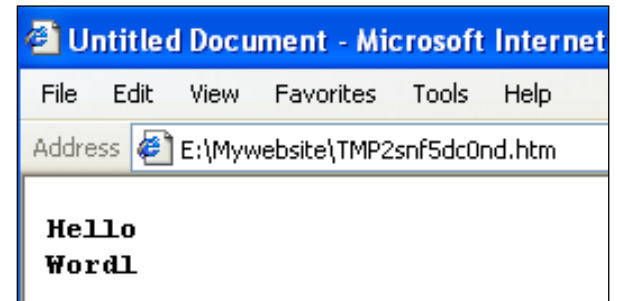 Untitled Document - Microsoft Internet
File Edit View Favorites Tools Help
Address E:\Mywebsite\TMP2snf5dc0nd.htm
Hello
Wordl